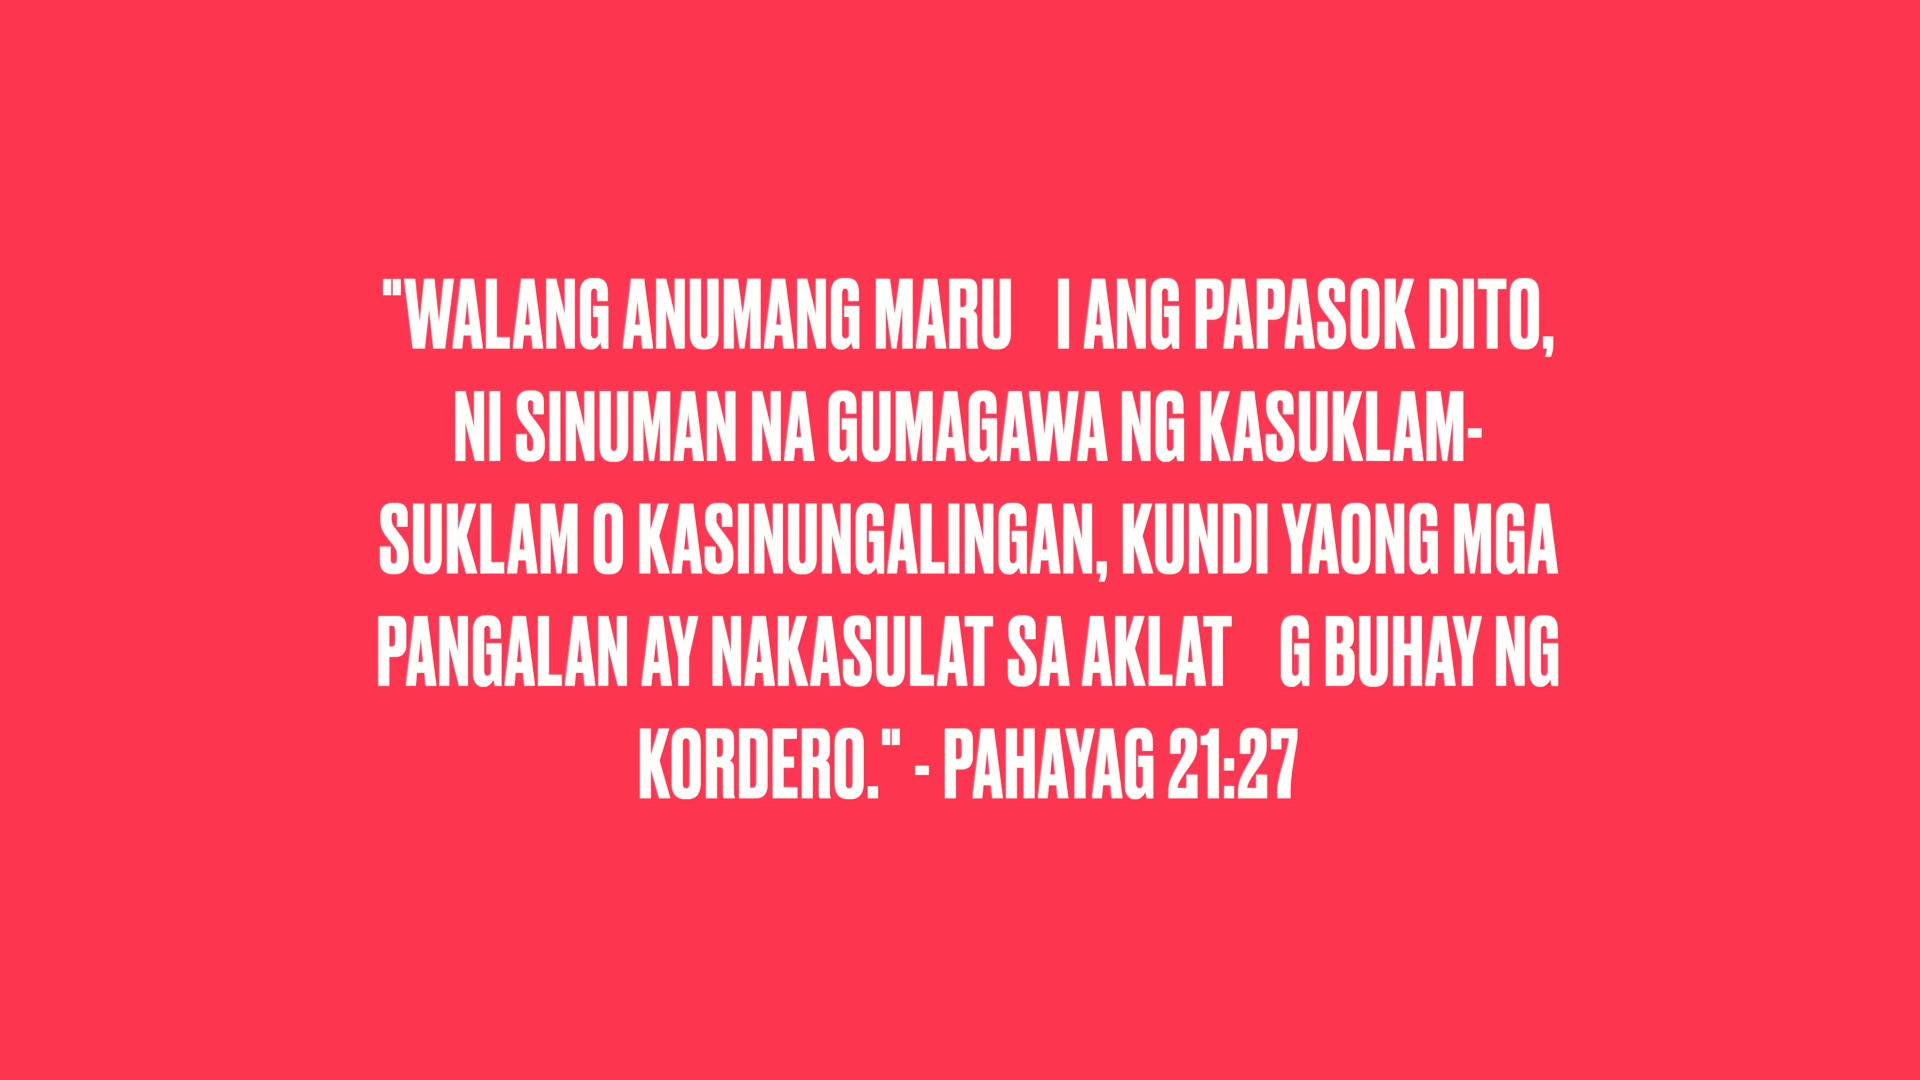 "WALANG ANUMANG MARU I ANG PAPASOK DITO,
NI SINUMAN NA GUMAGAWA NG KASUKLAM-
SUKLAM O KASINUNGALINGAN, KUNDI YAONG MGA
PANGALAN AY NAKASULAT SA AKLAT G BUHAY NG
KORDERO." - PAHAYAG 21:27